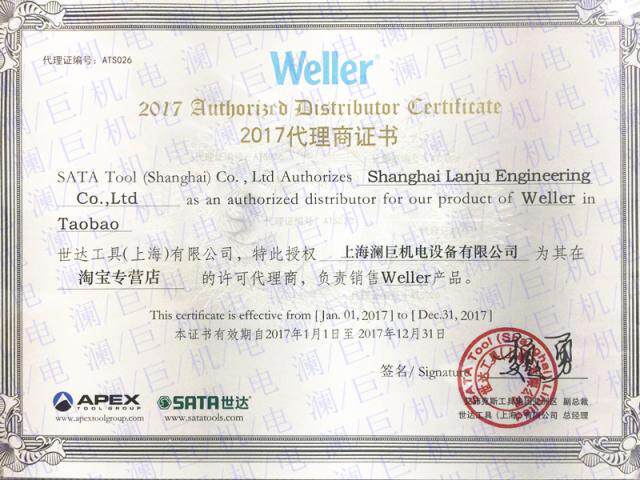 代理证编号：ATS026
Weller®
2017 Authorized Distributor Certificate
2017代理商证书
SATA Tool (Shanghai) Co. , Ltd Authorizes Shanghai Lanju Engineering
Co.,Ltd as an authorized distributor for our product of Weller in
Taobao
世达工具(上海)有限公司，特此授权 上海澜巨机电设备有限公司 为其在
淘宝专营店 的许可代理商，负责销售Weller产品。
This certificate is effective from [ Jan. 01, 2017 ] to [ Dec.31, 2017 ]
本证书有效期自2017年1月1日至 2017年12月31日
签名/ Signature
副总裁
世达工具（上海）有限公司 总经理
APEX
TOOL GROUP
www.apextoolgroup.com
SATA世达
www.satatools.com
澜/巨/机/电